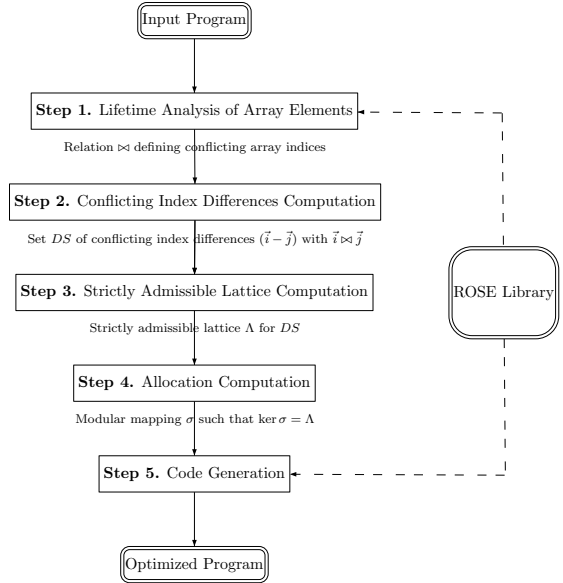 Input Program
Step 1. Lifetime Analysis of Array Elements
Relation ⋈ defining conflicting array indices
Step 2. Conflicting Index Differences Computation
Set DS of conflicting index differences (i⃗ − j⃗) with i⃗ ⋈ j⃗
ROSE Library
Step 3. Strictly Admissible Lattice Computation
Strictly admissible lattice Λ for DS
Step 4. Allocation Computation
Modular mapping σ such that ker σ = Λ
Step 5. Code Generation
Optimized Program